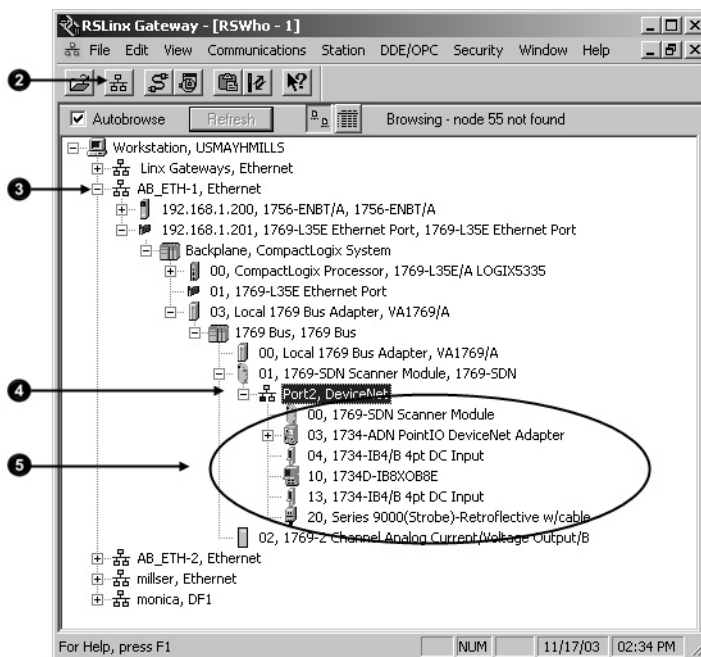 RSLinx Gateway - [RSWho - 1]
File Edit View Communications Station DDE/OPC Security Window Help
2
Autobrowse Refresh Browsing - node 55 not found
Workstation, USMAYHMILLS
Linx Gateways, Ethernet
3 AB_ETH-1, Ethernet
192.168.1.200, 1756-ENBT/A, 1756-ENBT/A
192.168.1.201, 1769-L35E Ethernet Port, 1769-L35E Ethernet Port
Backplane, CompactLogix System
00, CompactLogix Processor, 1769-L35E/A LOGIX5335
01, 1769-L35E Ethernet Port
03, Local 1769 Bus Adapter, VA1769/A
1769 Bus, 1769 Bus
00, Local 1769 Bus Adapter, VA1769/A
01, 1769-SDN Scanner Module, 1769-SDN
4 Port2, DeviceNet
00, 1769-SDN Scanner Module
03, 1734-ADN PointIO DeviceNet Adapter
04, 1734-IB4/B 4pt DC Input
5
10, 1734D-IB8XOB8E
13, 1734-IB4/B 4pt DC Input
20, Series 9000(Strobe)-Retroflective w/cable
02, 1769-2 Channel Analog Current/Voltage Output/B
AB_ETH-2, Ethernet
millser, Ethernet
monica, DF1
For Help, press F1 NUM 11/17/03 02:34 PM